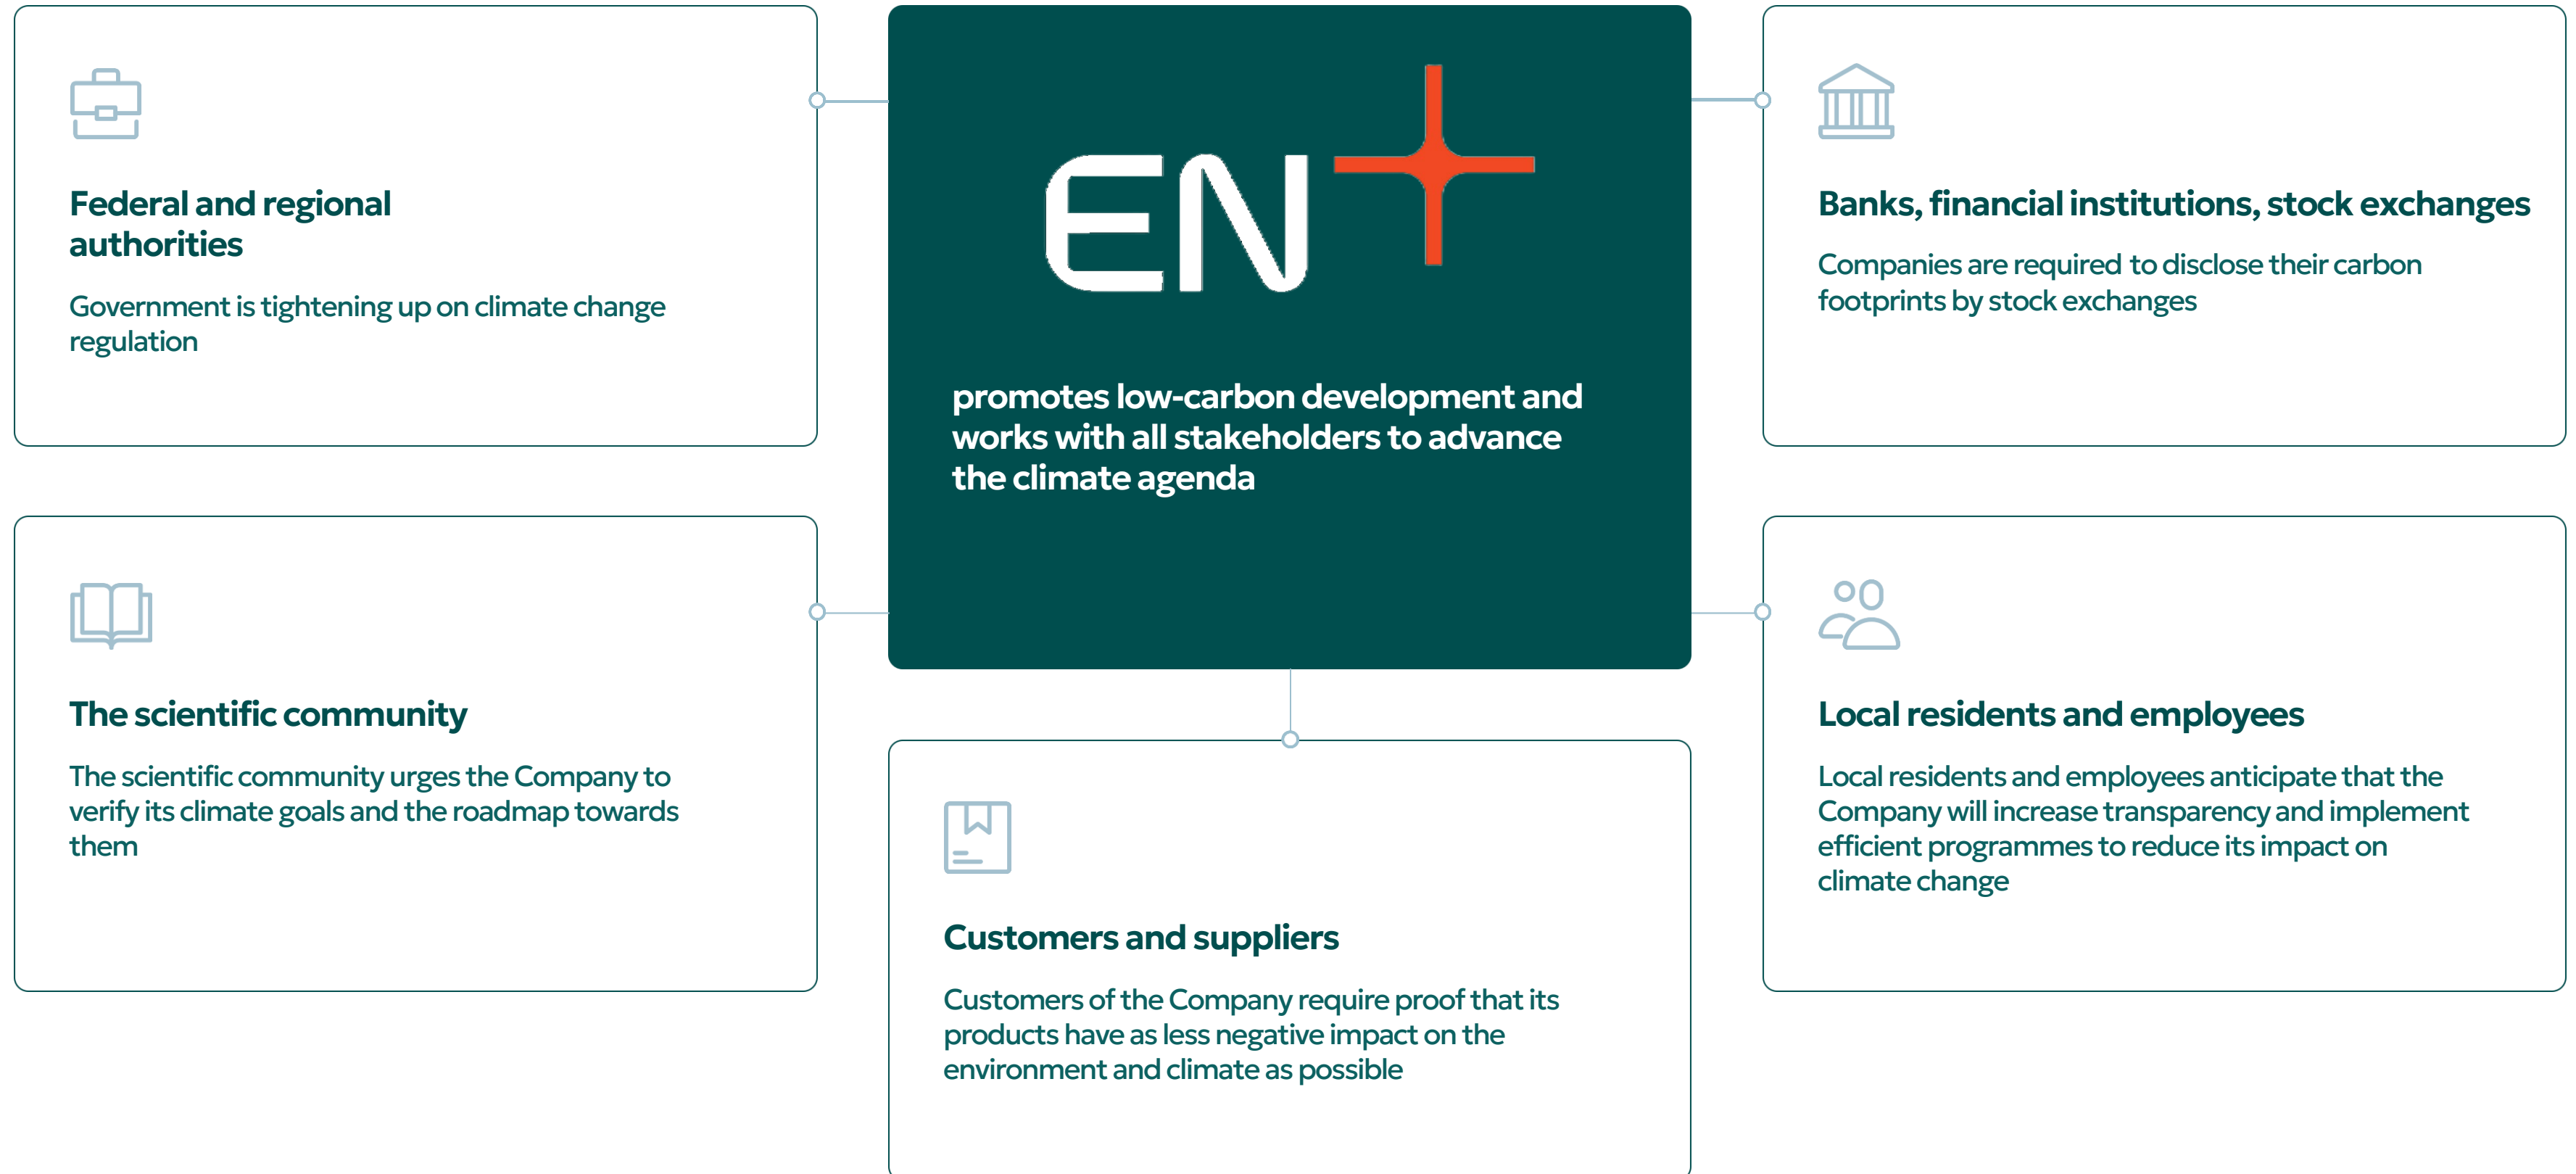 Federal and regional
authorities
Government is tightening up on climate change
regulation
EN+
promotes low-carbon development and
works with all stakeholders to advance
the climate agenda
Banks, financial institutions, stock exchanges
Companies are required to disclose their carbon
footprints by stock exchanges
The scientific community
The scientific community urges the Company to
verify its climate goals and the roadmap towards
them
Customers and suppliers
Customers of the Company require proof that its
products have as less negative impact on the
environment and climate as possible
Local residents and employees
Local residents and employees anticipate that the
Company will increase transparency and implement
efficient programmes to reduce its impact on
climate change